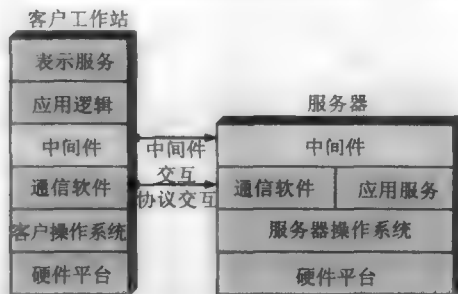 客户工作站
表示服务
应用逻辑
中间件
通信软件
客户操作系统
硬件平台
中间件
交互
协议交互
服务器
中间件
通信软件
应用服务
服务器操作系统
硬件平台